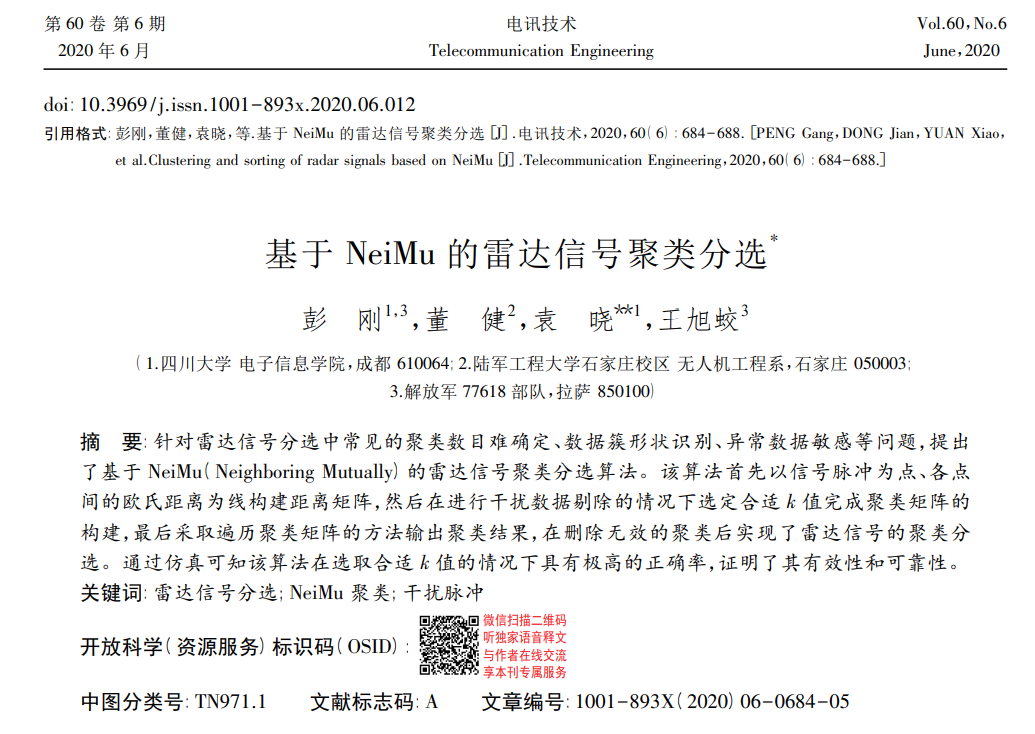 第 60 卷 第 6 期 电讯技术 Vol.60,No.6
2020 年 6 月 Telecommunication Engineering June,2020
doi: 10.3969/j.issn.1001-893x.2020.06.012
引用格式:彭刚,董健,袁晓,等.基于 NeiMu 的雷达信号聚类分选[J].电讯技术,2020,60(6):684-688.[PENG Gang,DONG Jian,YUAN Xiao,
et al.Clustering and sorting of radar signals based on NeiMu[J].Telecommunication Engineering,2020,60(6):684-688.]
基于 NeiMu 的雷达信号聚类分选*
彭 刚1,3,董 健2,袁 晓**1,王旭蛟3
(1.四川大学 电子信息学院,成都 610064;2.陆军工程大学石家庄校区 无人机工程系,石家庄 050003;
3.解放军 77618 部队,拉萨 850100)
摘 要:针对雷达信号分选中常见的聚类数目难确定、数据簇形状识别、异常数据敏感等问题,提出
了基于 NeiMu(Neighboring Mutually)的雷达信号聚类分选算法。该算法首先以信号脉冲为点、各点
间的欧氏距离为线构建距离矩阵,然后在进行干扰数据剔除的情况下选定合适 k 值完成聚类矩阵的
构建,最后采取遍历聚类矩阵的方法输出聚类结果,在删除无效的聚类后实现了雷达信号的聚类分
选。通过仿真可知该算法在选取合适 k 值的情况下具有极高的正确率,证明了其有效性和可靠性。
关键词:雷达信号分选;NeiMu 聚类;干扰脉冲
开放科学(资源服务)标识码(OSID):
微信扫描二维码
听独家语音释文
与作者在线交流
享本刊专属服务
中图分类号:TN971.1 文献标志码:A 文章编号:1001-893X(2020)06-0684-05